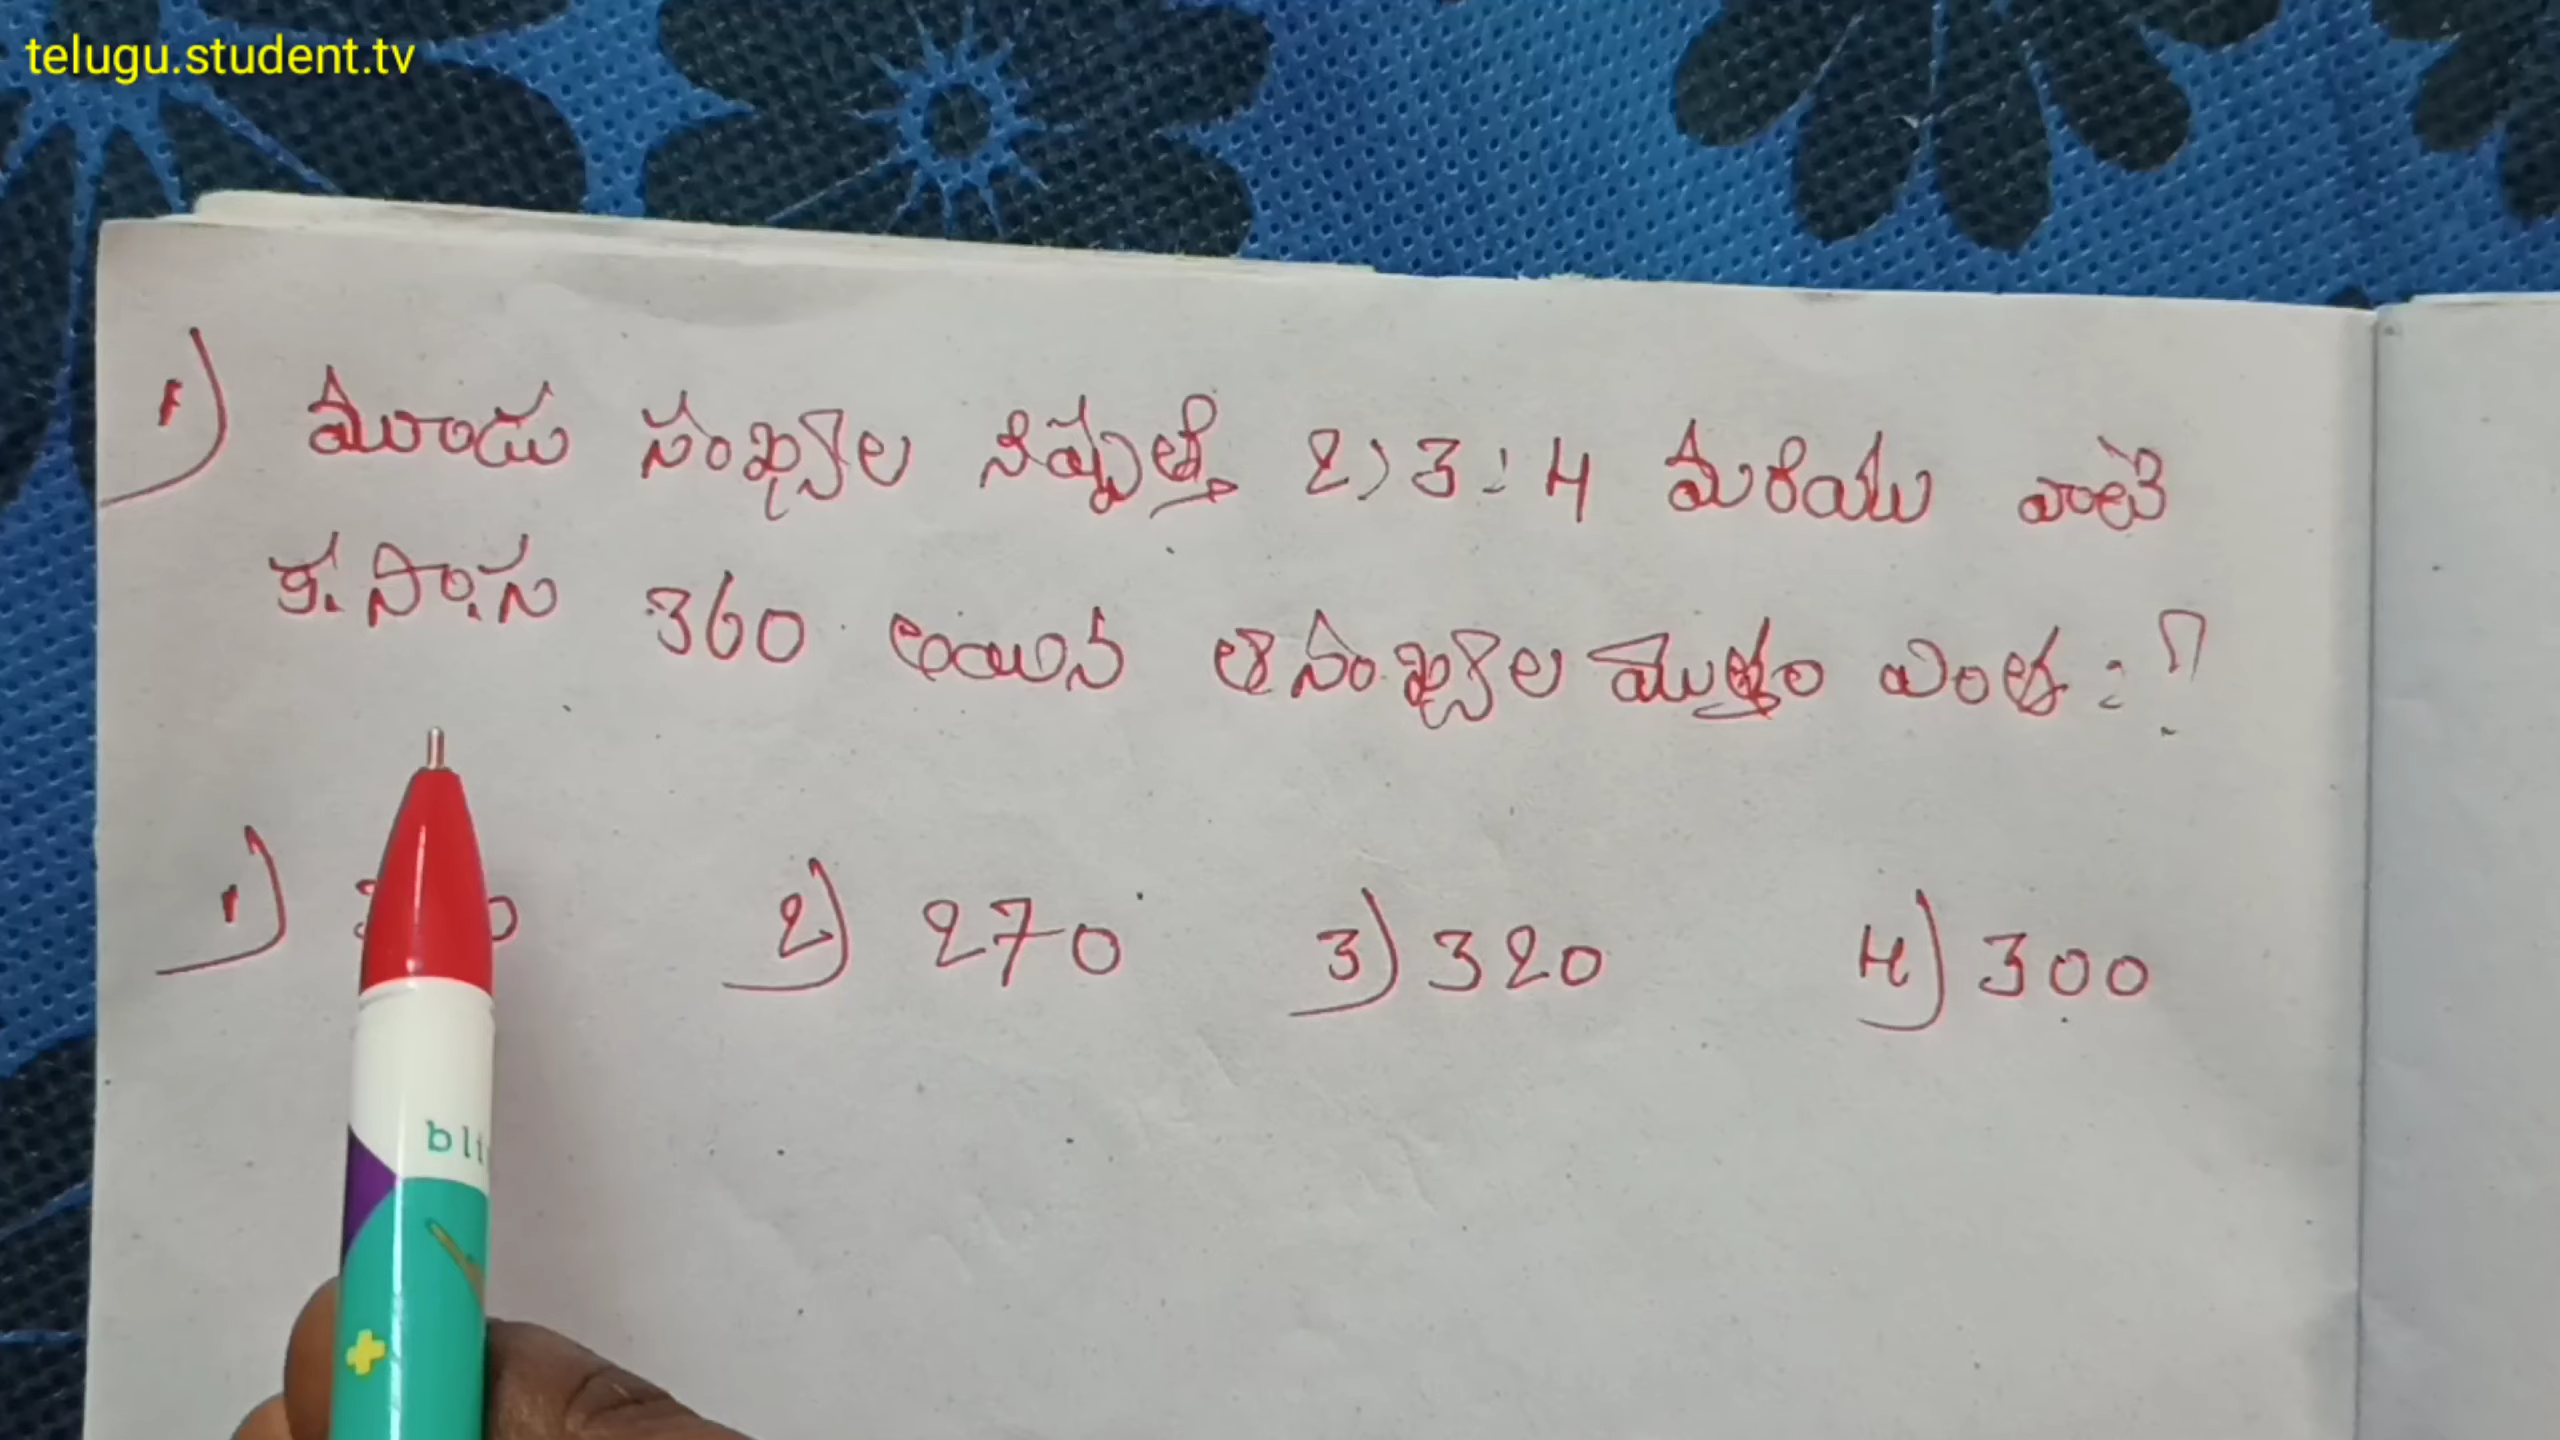 telugu.student.tv
1) మూండు సంఖ్యల నిష్పత్తి 2:3:4 మరియు వాటి
క.సా.గు 360 అయిన ఆ సంఖ్యల మొత్తం ఎంత :?
1)
2) 270 3) 320 4) 300